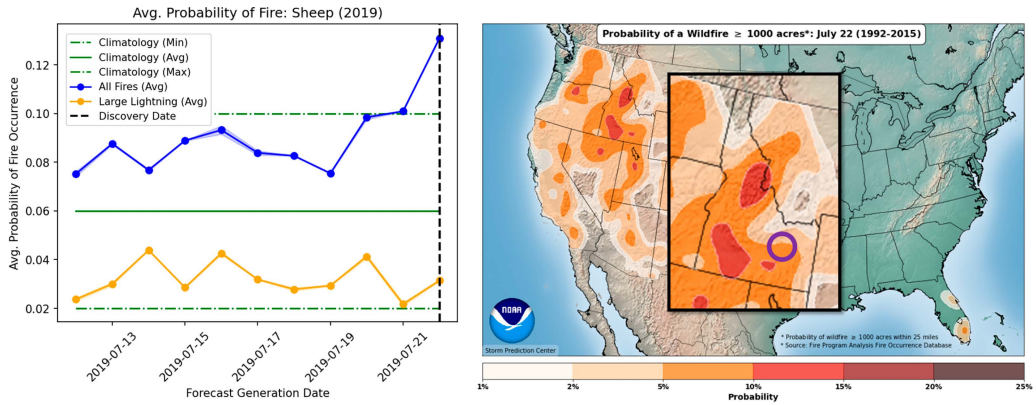 Avg. Probability of Fire: Sheep (2019)
Avg. Probability of Fire Occurrence
0.12
0.10
0.08
0.06
0.04
0.02
Climatology (Min)
Climatology (Avg)
Climatology (Max)
All Fires (Avg)
Large Lightning (Avg)
Discovery Date
2019-07-13
2019-07-15
2019-07-17
2019-07-19
2019-07-21
Forecast Generation Date
Probability of a Wildfire ≥ 1000 acres*: July 22 (1992-2015)
NOAA
Storm Prediction Center
* Probability of wildfire ≥ 1000 acres within 25 miles
* Source: Fire Program Analysis Fire Occurrence Database
1% 2% 5% 10% 15% 20% 25%
Probability